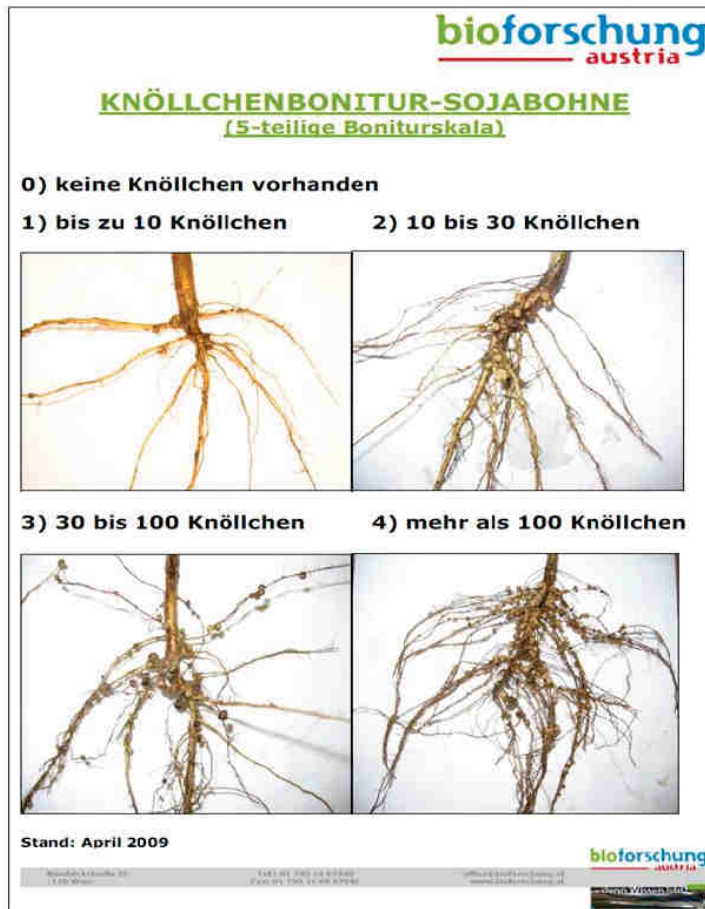 bioforschung
austria
KNÖLLCHENBONITUR-SOJABOHNE
(5-teilige Boniturskala)
0) keine Knöllchen vorhanden
1) bis zu 10 Knöllchen
2) 10 bis 30 Knöllchen
3) 30 bis 100 Knöllchen
4) mehr als 100 Knöllchen
Stand: April 2009
bioforschung
austria
Wissen